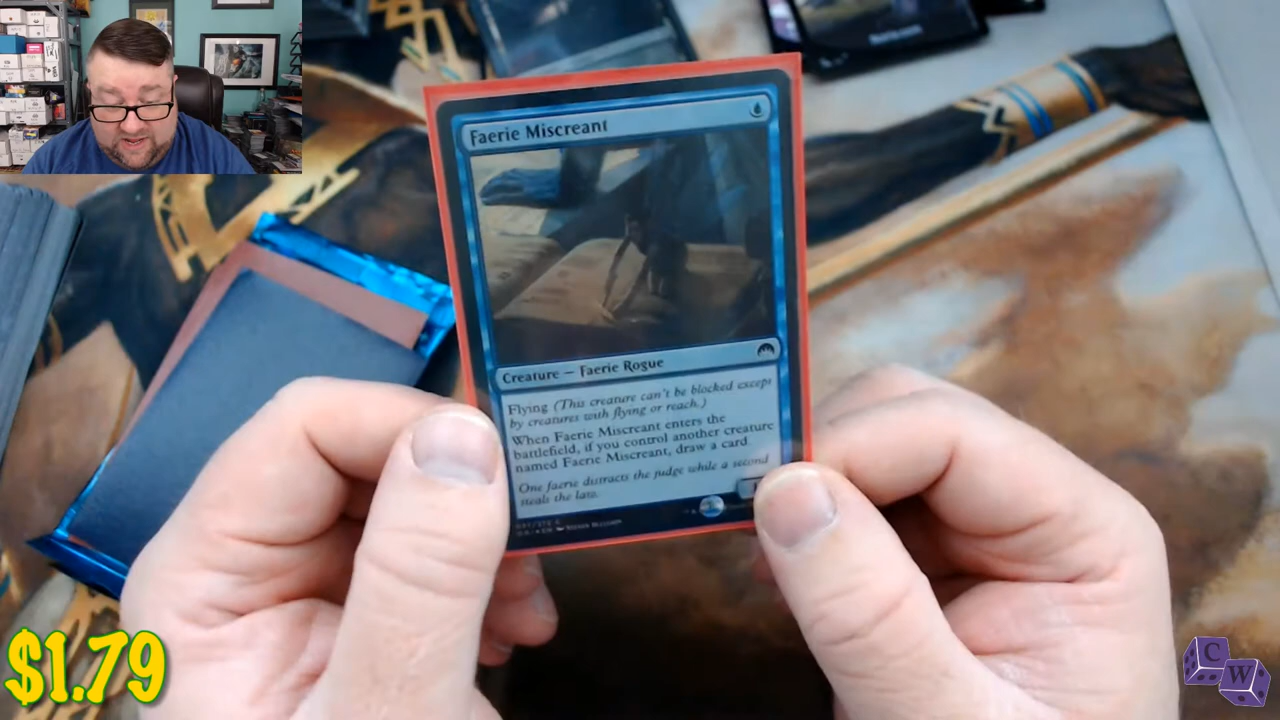 Faerie Miscreant
Creature — Faerie Rogue
Flying (This creature can't be blocked except
by creatures with flying or reach.)
When Faerie Miscreant enters the
battlefield, if you control another creature
named Faerie Miscreant, draw a card.
One faerie distracts the judge while a second
steals the law.
$1.79
C
W